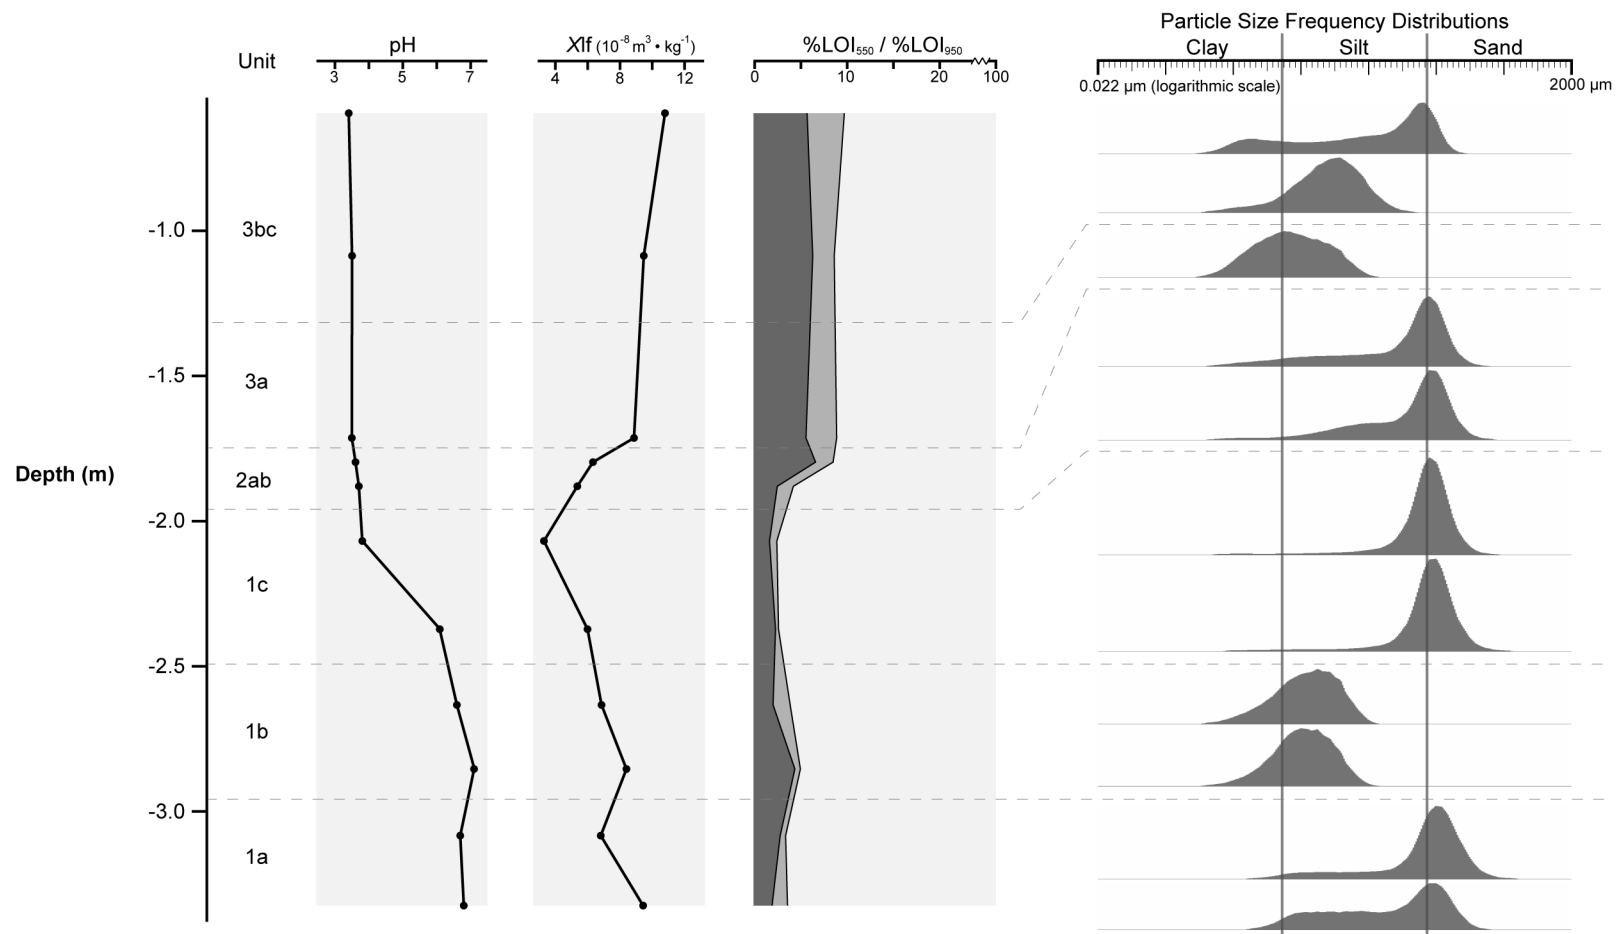 Particle Size Frequency Distributions
Unit
pH
Xlf (10⁻⁸ m³ • kg⁻¹)
%LOI₅₅₀ / %LOI₉₅₀
Clay Silt Sand
3 5 7
4 8 12
0 10 20 100
0.022 µm (logarithmic scale)
2000 µm
-1.0
3bc
-1.5
3a
Depth (m)
2ab
-2.0
1c
-2.5
1b
-3.0
1a